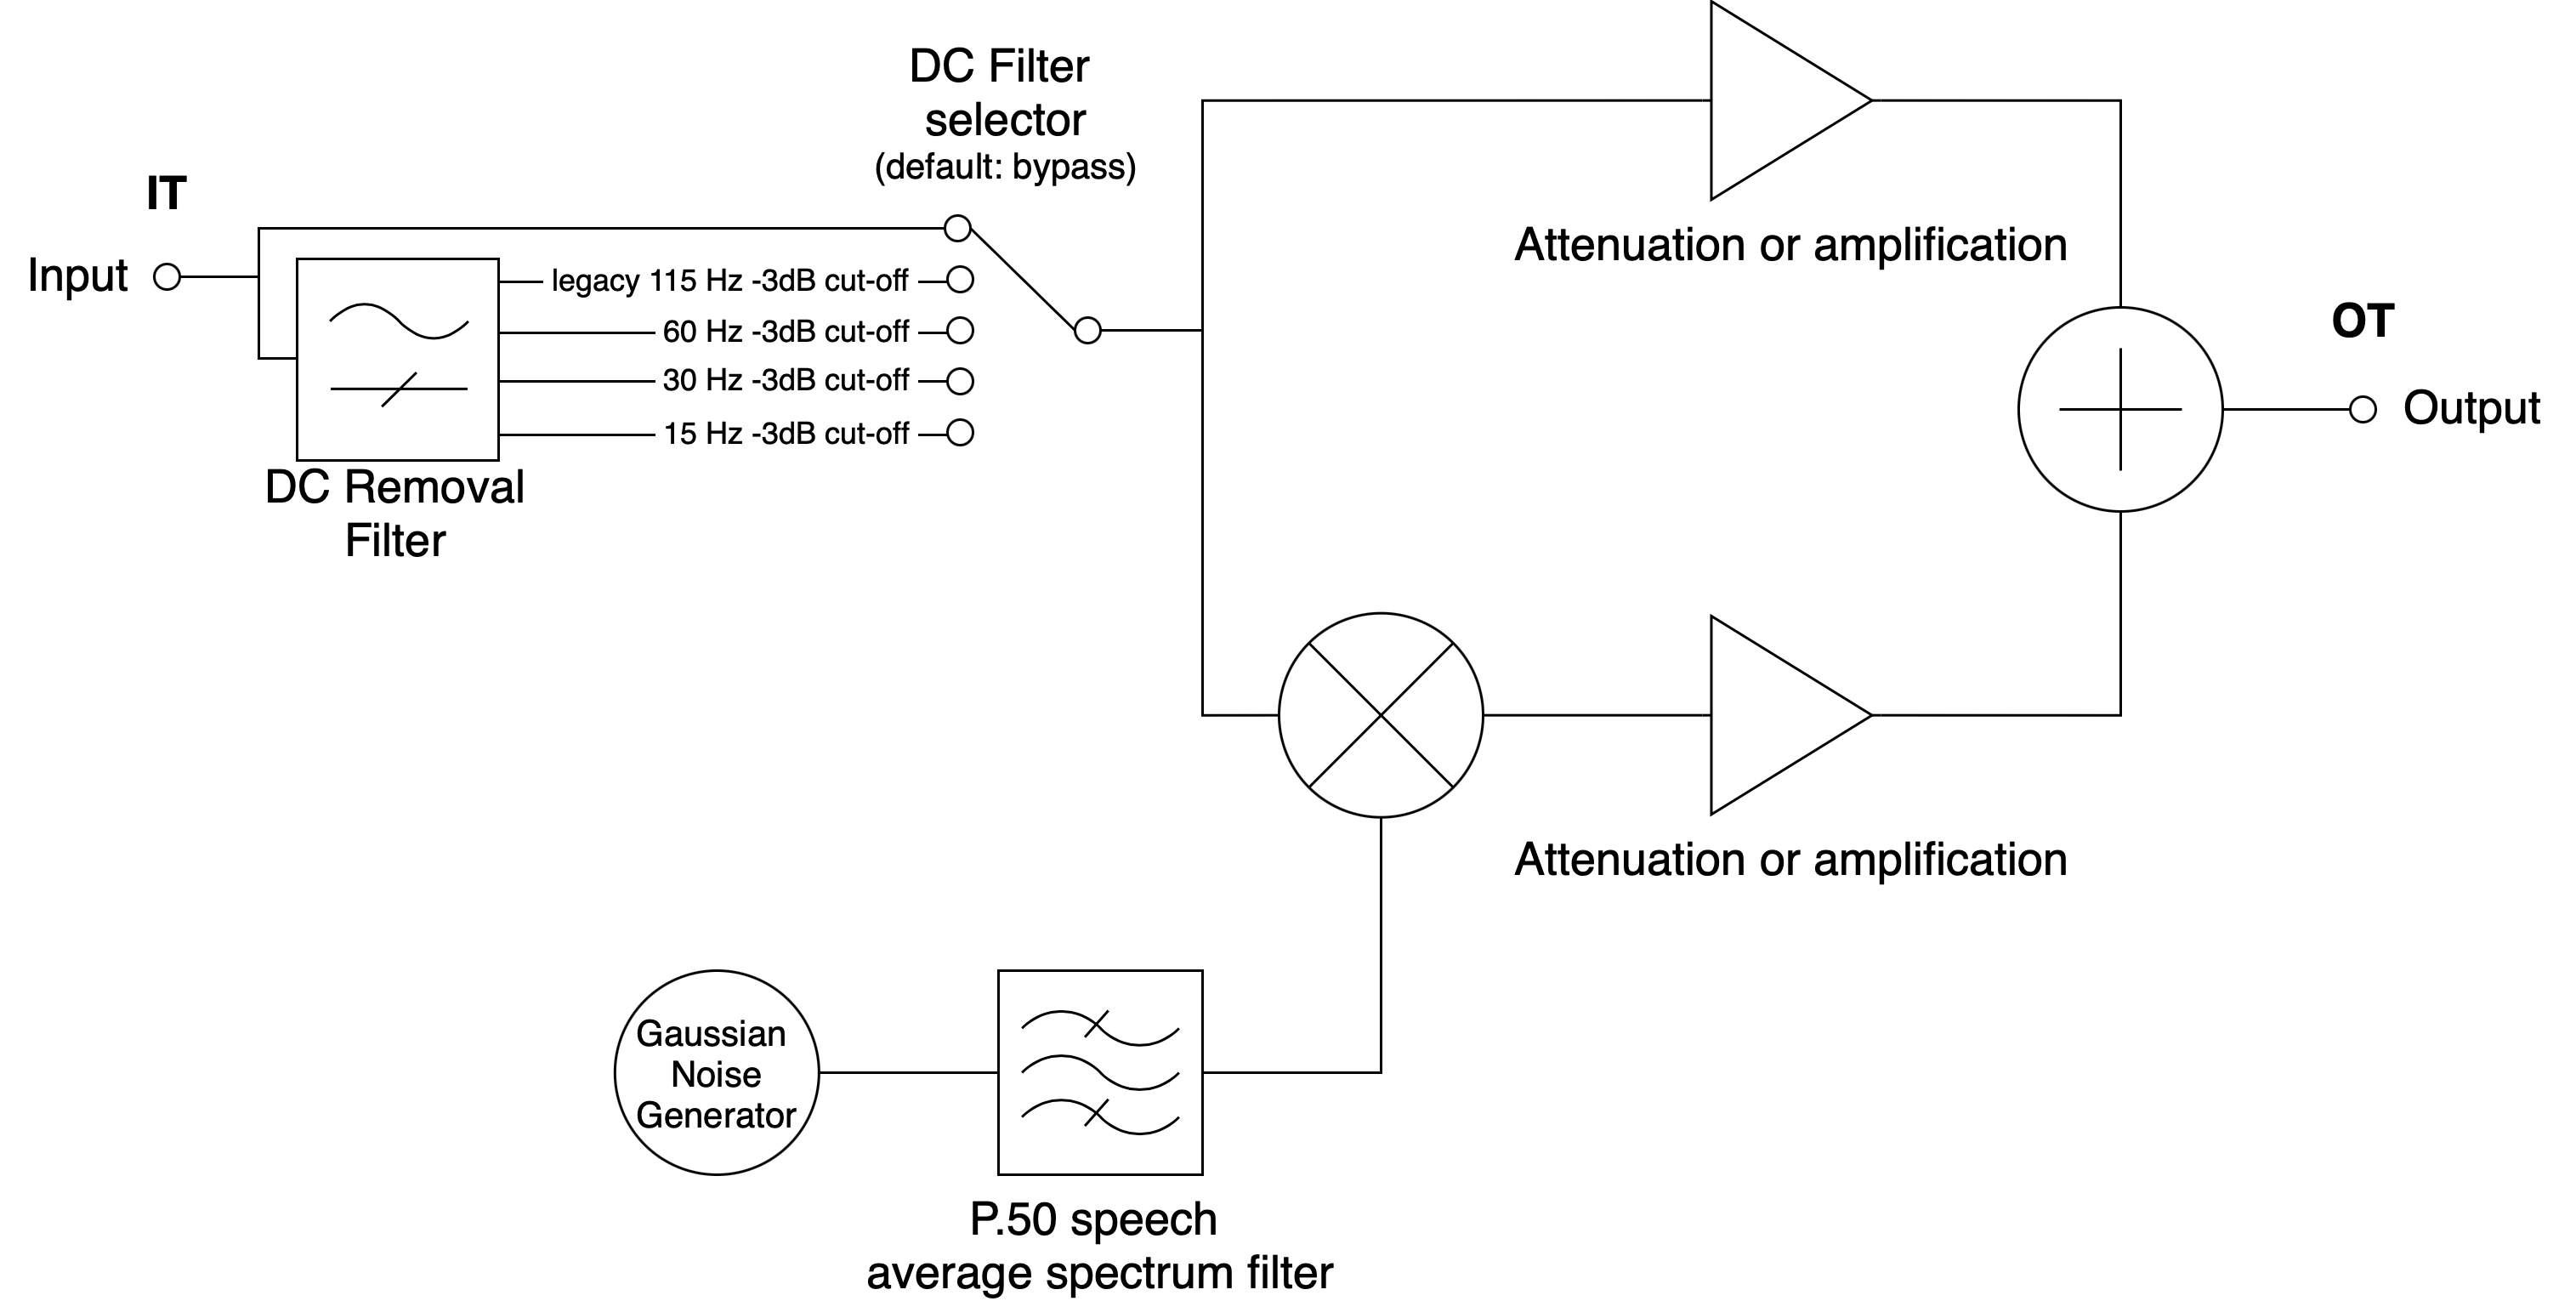 DC Filter
selector
(default: bypass)
IT
Input
legacy 115 Hz -3dB cut-off
60 Hz -3dB cut-off
30 Hz -3dB cut-off
15 Hz -3dB cut-off
DC Removal
Filter
Attenuation or amplification
OT
Output
Attenuation or amplification
Gaussian
Noise
Generator
P.50 speech
average spectrum filter